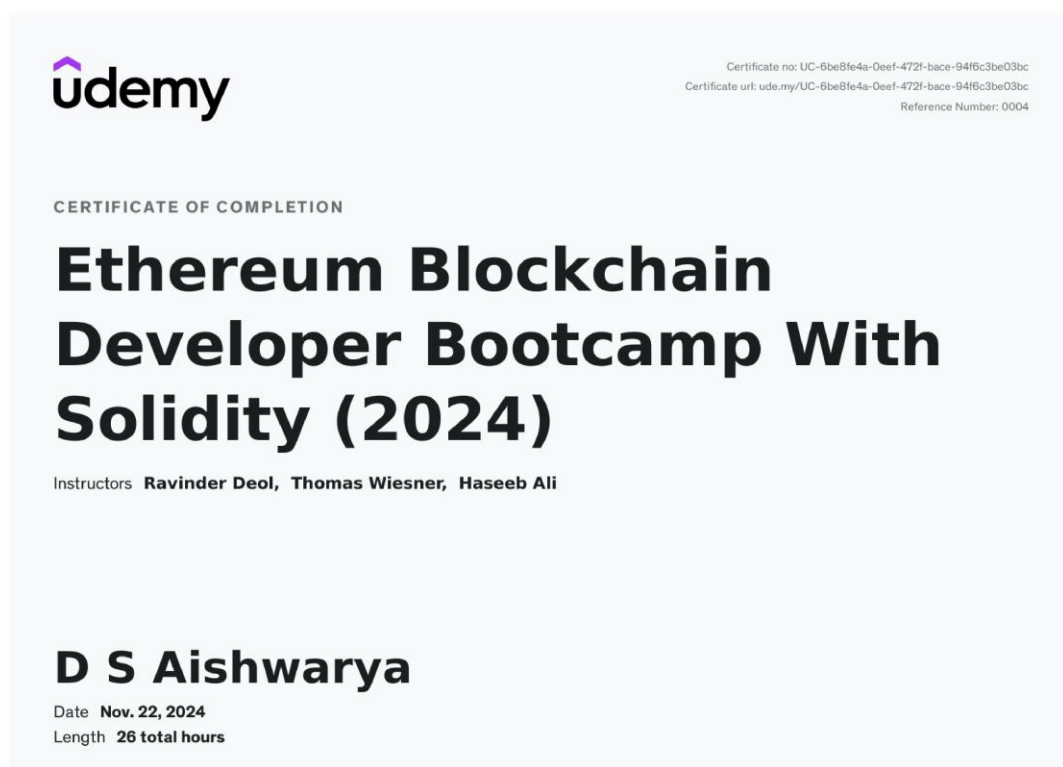 udemy
Certificate no: UC-6be8fe4a-0eef-472f-bace-94f6c3be03bc
Certificate url: ude.my/UC-6be8fe4a-0eef-472f-bace-94f6c3be03bc
Reference Number: 0004
CERTIFICATE OF COMPLETION
Ethereum Blockchain
Developer Bootcamp With
Solidity (2024)
Instructors Ravinder Deol, Thomas Wiesner, Haseeb Ali
D S Aishwarya
Date Nov. 22, 2024
Length 26 total hours